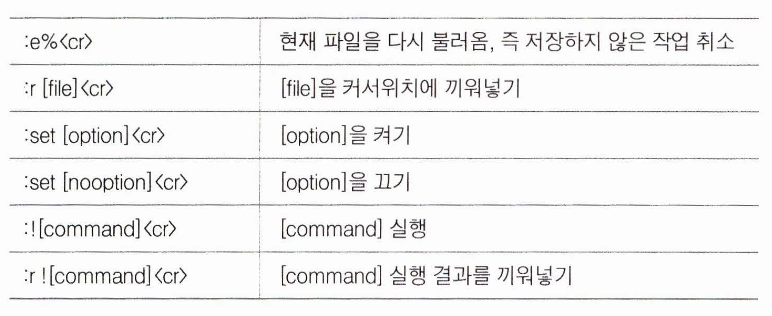 :e%<cr> 현재 파일을 다시 불러옴, 즉 저장하지 않은 작업 취소
:r [file]<cr> [file]을 커서위치에 끼워넣기
:set [option]<cr> [option]을 켜기
:set [nooption]<cr> [option]을 끄기
:![command]<cr> [command] 실행
:r ![command]<cr> [command] 실행 결과를 끼워넣기